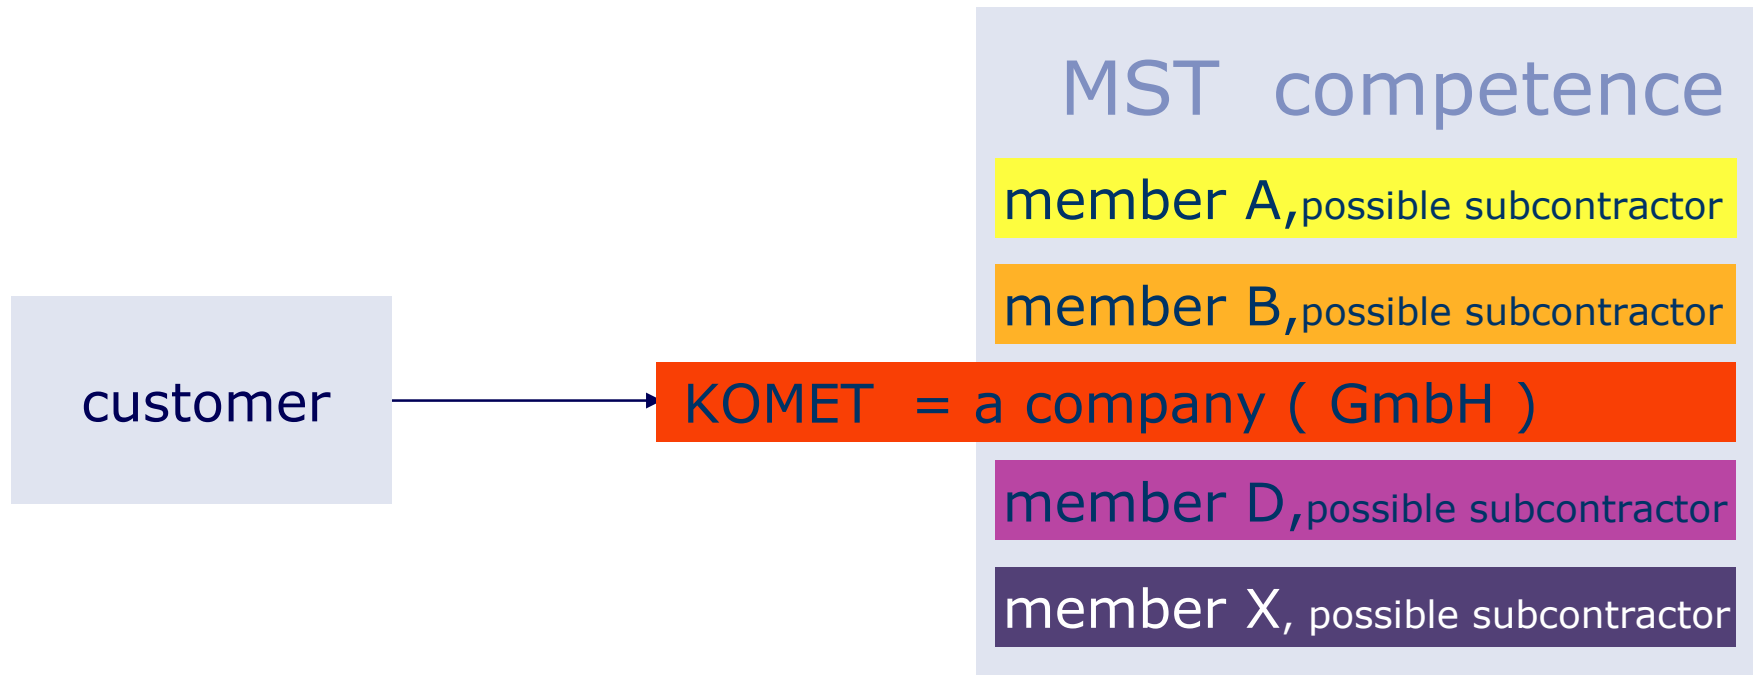 MST competence
member A,possible subcontractor
member B,possible subcontractor
customer
KOMET = a company ( GmbH )
member D,possible subcontractor
member X, possible subcontractor